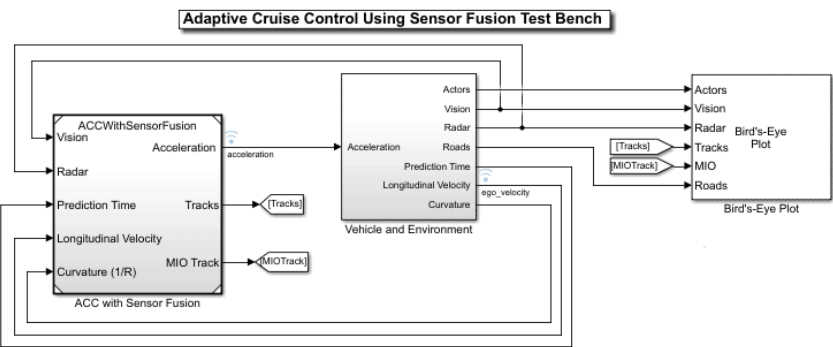 Adaptive Cruise Control Using Sensor Fusion Test Bench
ACCWithSensorFusion
Vision
Acceleration
Radar
Prediction Time
Tracks
Longitudinal Velocity
MIO Track
Curvature (1/R)
ACC with Sensor Fusion
acceleration
[Tracks]
[MIOTrack]
Acceleration
Actors
Vision
Radar
Roads
Prediction Time
Longitudinal Velocity
Curvature
Vehicle and Environment
ego_velocity
[Tracks]
[MIOTrack]
Actors
Vision
Radar
Tracks
MIO
Roads
Bird's-Eye
Plot
Bird's-Eye Plot